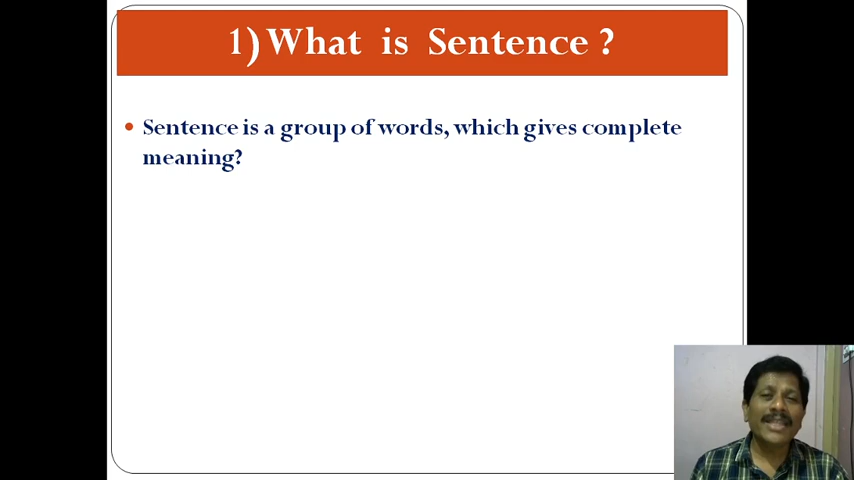 1) What is Sentence ?
• Sentence is a group of words, which gives complete
meaning?